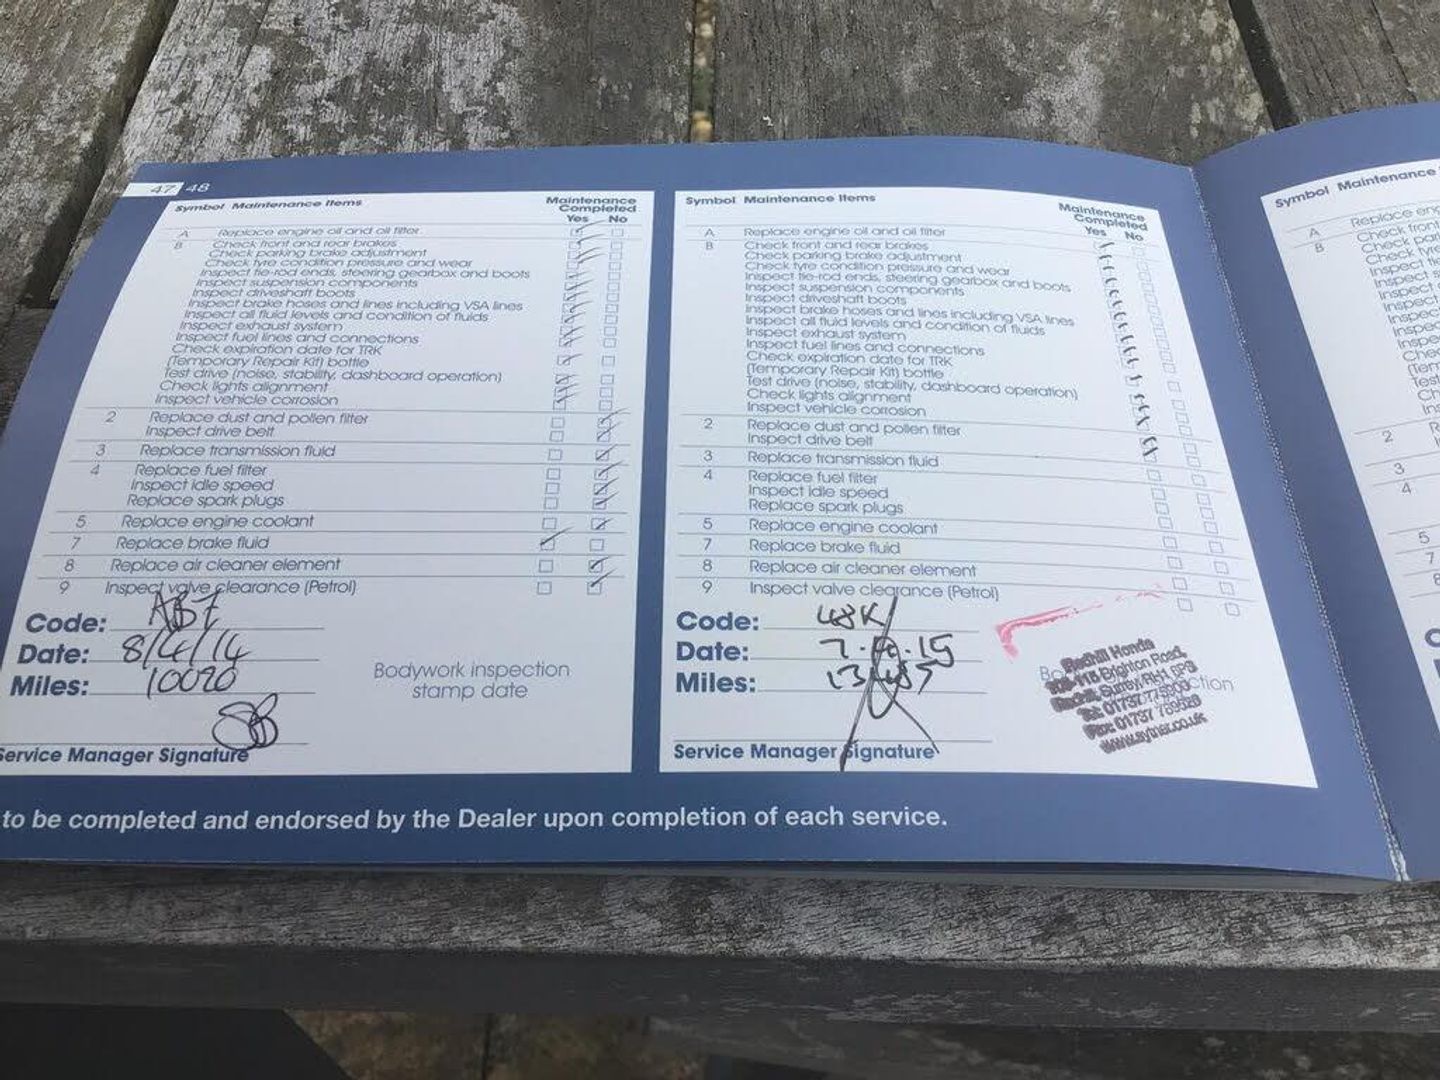 47 48
Symbol Maintenance Items Maintenance Completed
Yes No
A Replace engine oil and oil filter
B Check front and rear brakes
Check parking brake adjustment
Check tyre condition pressure and wear
Inspect tie-rod ends, steering gearbox and boots
Inspect suspension components
Inspect driveshaft boots
Inspect brake hoses and lines including VSA lines
Inspect all fluid levels and condition of fluids
Inspect exhaust system
Inspect fuel lines and connections
Check expiration date for TRK
(Temporary Repair Kit) bottle
Test drive (noise, stability, dashboard operation)
Check lights alignment
Inspect vehicle corrosion
2 Replace dust and pollen filter
Inspect drive belt
3 Replace transmission fluid
4 Replace fuel filter
Inspect idle speed
Replace spark plugs
5 Replace engine coolant
7 Replace brake fluid
8 Replace air cleaner element
9 Inspect valve clearance (Petrol)
Code: AB7
Date: 8/4/14
Miles: 10020
Bodywork inspection
stamp date
Service Manager Signature
Symbol Maintenance Items Maintenance Completed
Yes No
A Replace engine oil and oil filter
B Check front and rear brakes
Check parking brake adjustment
Check tyre condition pressure and wear
Inspect tie-rod ends, steering gearbox and boots
Inspect suspension components
Inspect driveshaft boots
Inspect brake hoses and lines including VSA lines
Inspect all fluid levels and condition of fluids
Inspect exhaust system
Inspect fuel lines and connections
Check expiration date for TRK
(Temporary Repair Kit) bottle
Test drive (noise, stability, dashboard operation)
Check lights alignment
Inspect vehicle corrosion
2 Replace dust and pollen filter
Inspect drive belt
3 Replace transmission fluid
4 Replace fuel filter
Inspect idle speed
Replace spark plugs
5 Replace engine coolant
7 Replace brake fluid
8 Replace air cleaner element
9 Inspect valve clearance (Petrol)
Code: 48K
Date:
Miles:
Redhill Honda
Brighton Road,
Redhill, Surrey.
Tel: 01737
Fax: 01737
www.sytner.co.uk
Service Manager Signature
to be completed and endorsed by the Dealer upon completion of each service.
Symbol Maintenance
A Replace
B Check front
2
3
4
5
7